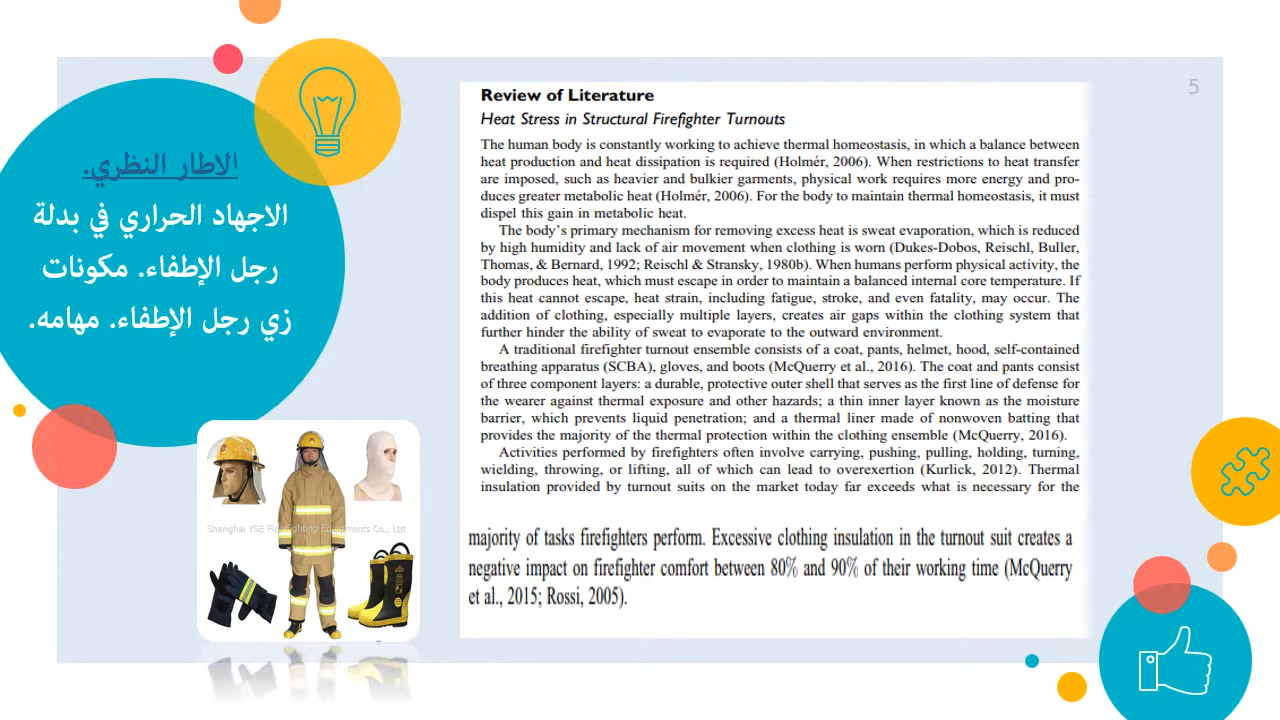 5
الاطار النظري.
الاجهاد الحراري في بدلة
رجل الإطفاء. مكونات
زي رجل الإطفاء. مهامه.
Review of Literature
Heat Stress in Structural Firefighter Turnouts
The human body is constantly working to achieve thermal homeostasis, in which a balance between
heat production and heat dissipation is required (Holmér, 2006). When restrictions to heat transfer
are imposed, such as heavier and bulkier garments, physical work requires more energy and pro-
duces greater metabolic heat (Holmér, 2006). For the body to maintain thermal homeostasis, it must
dispel this gain in metabolic heat.
The body's primary mechanism for removing excess heat is sweat evaporation, which is reduced
by high humidity and lack of air movement when clothing is worn (Dukes-Dobos, Reischl, Buller,
Thomas, & Bernard, 1992; Reischl & Stransky, 1980b). When humans perform physical activity, the
body produces heat, which must escape in order to maintain a balanced internal core temperature. If
this heat cannot escape, heat strain, including fatigue, stroke, and even fatality, may occur. The
addition of clothing, especially multiple layers, creates air gaps within the clothing system that
further hinder the ability of sweat to evaporate to the outward environment.
A traditional firefighter turnout ensemble consists of a coat, pants, helmet, hood, self-contained
breathing apparatus (SCBA), gloves, and boots (McQuerry et al., 2016). The coat and pants consist
of three component layers: a durable, protective outer shell that serves as the first line of defense for
the wearer against thermal exposure and other hazards; a thin inner layer known as the moisture
barrier, which prevents liquid penetration; and a thermal liner made of nonwoven batting that
provides the majority of the thermal protection within the clothing ensemble (McQuerry, 2016).
Activities performed by firefighters often involve carrying, pushing, pulling, holding, turning,
wielding, throwing, or lifting, all of which can lead to overexertion (Kurlick, 2012). Thermal
insulation provided by turnout suits on the market today far exceeds what is necessary for the
majority of tasks firefighters perform. Excessive clothing insulation in the turnout suit creates a
negative impact on firefighter comfort between 80% and 90% of their working time (McQuerry
et al., 2015; Rossi, 2005).
Shanghai YSE Fire Fighting Equipments Co., Ltd